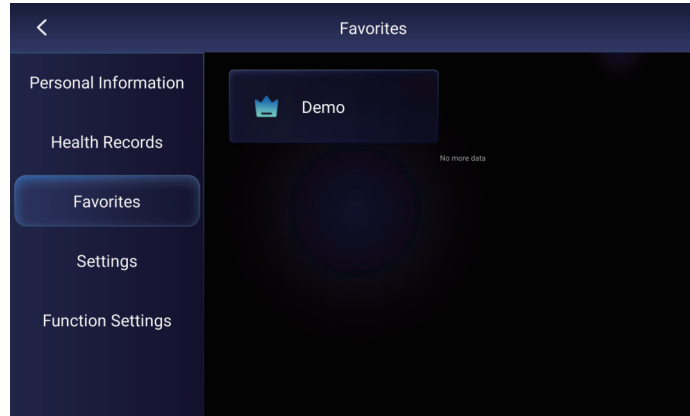 Favorites
Personal Information
Demo
Health Records
No more data
Favorites
Settings
Function Settings